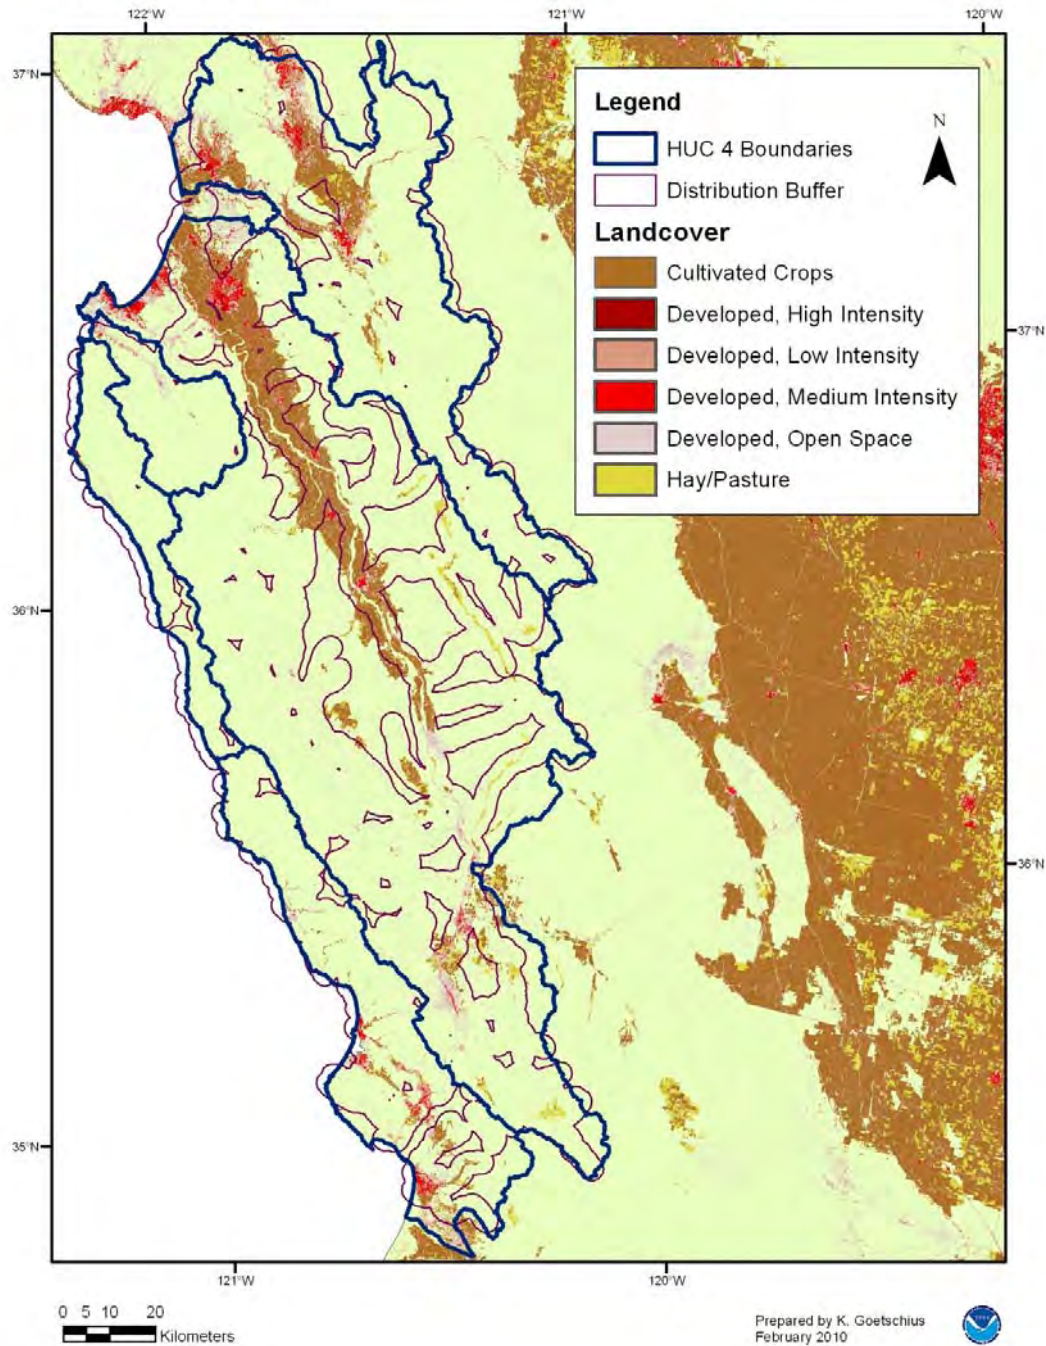 122°W 121°W 120°W
37°N
Legend
HUC 4 Boundaries
Distribution Buffer
N
Landcover
Cultivated Crops
Developed, High Intensity
Developed, Low Intensity
Developed, Medium Intensity
Developed, Open Space
Hay/Pasture
37°N
36°N
36°N
35°N
121°W 120°W
0 5 10 20
Kilometers
Prepared by K. Goetschius
February 2010